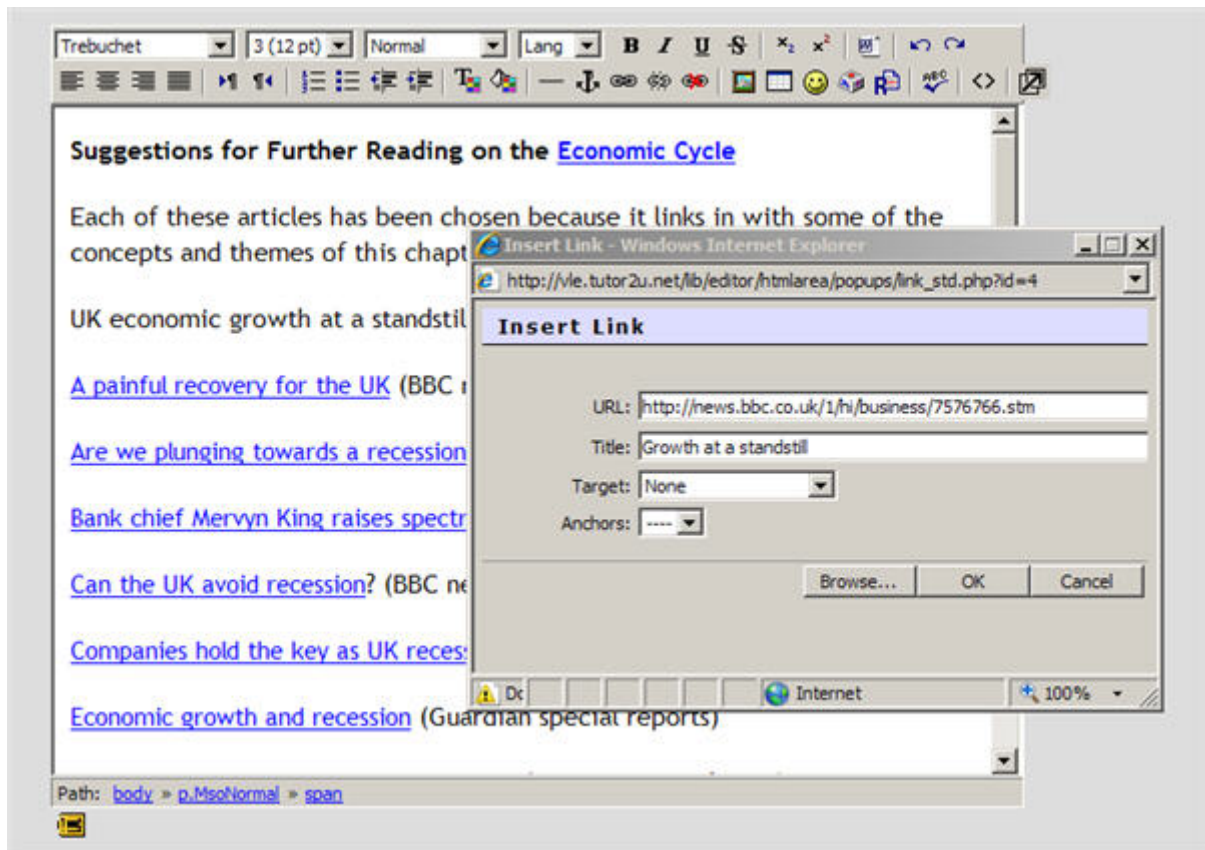 Trebuchet 3 (12 pt) Normal Lang B I U S x₂ x²
T ABC <>
Suggestions for Further Reading on the Economic Cycle
Each of these articles has been chosen because it links in with some of the
concepts and themes of this chapt
UK economic growth at a standstil
A painful recovery for the UK (BBC
Are we plunging towards a recession
Bank chief Mervyn King raises spectr
Can the UK avoid recession? (BBC ne
Companies hold the key as UK reces
Economic growth and recession (Guardian special reports)
Path: body » p.MsoNormal » span
Insert Link - Windows Internet Explorer
http://vle.tutor2u.net/lib/editor/htmlarea/popups/link_std.php?id=4
Insert Link
URL: http://news.bbc.co.uk/1/hi/business/7576766.stm
Title: Growth at a standstill
Target: None
Anchors: ----
Browse... OK Cancel
Internet 100%